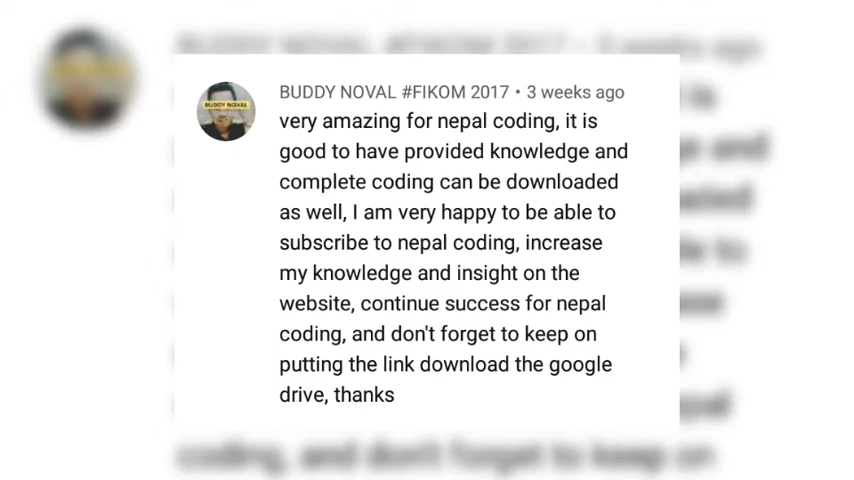 BUDDY NOVAL #FIKOM 2017 • 3 weeks ago
BUDDY NOVAL
very amazing for nepal coding, it is
good to have provided knowledge and
complete coding can be downloaded
as well, I am very happy to be able to
subscribe to nepal coding, increase
my knowledge and insight on the
website, continue success for nepal
coding, and don't forget to keep on
putting the link download the google
drive, thanks